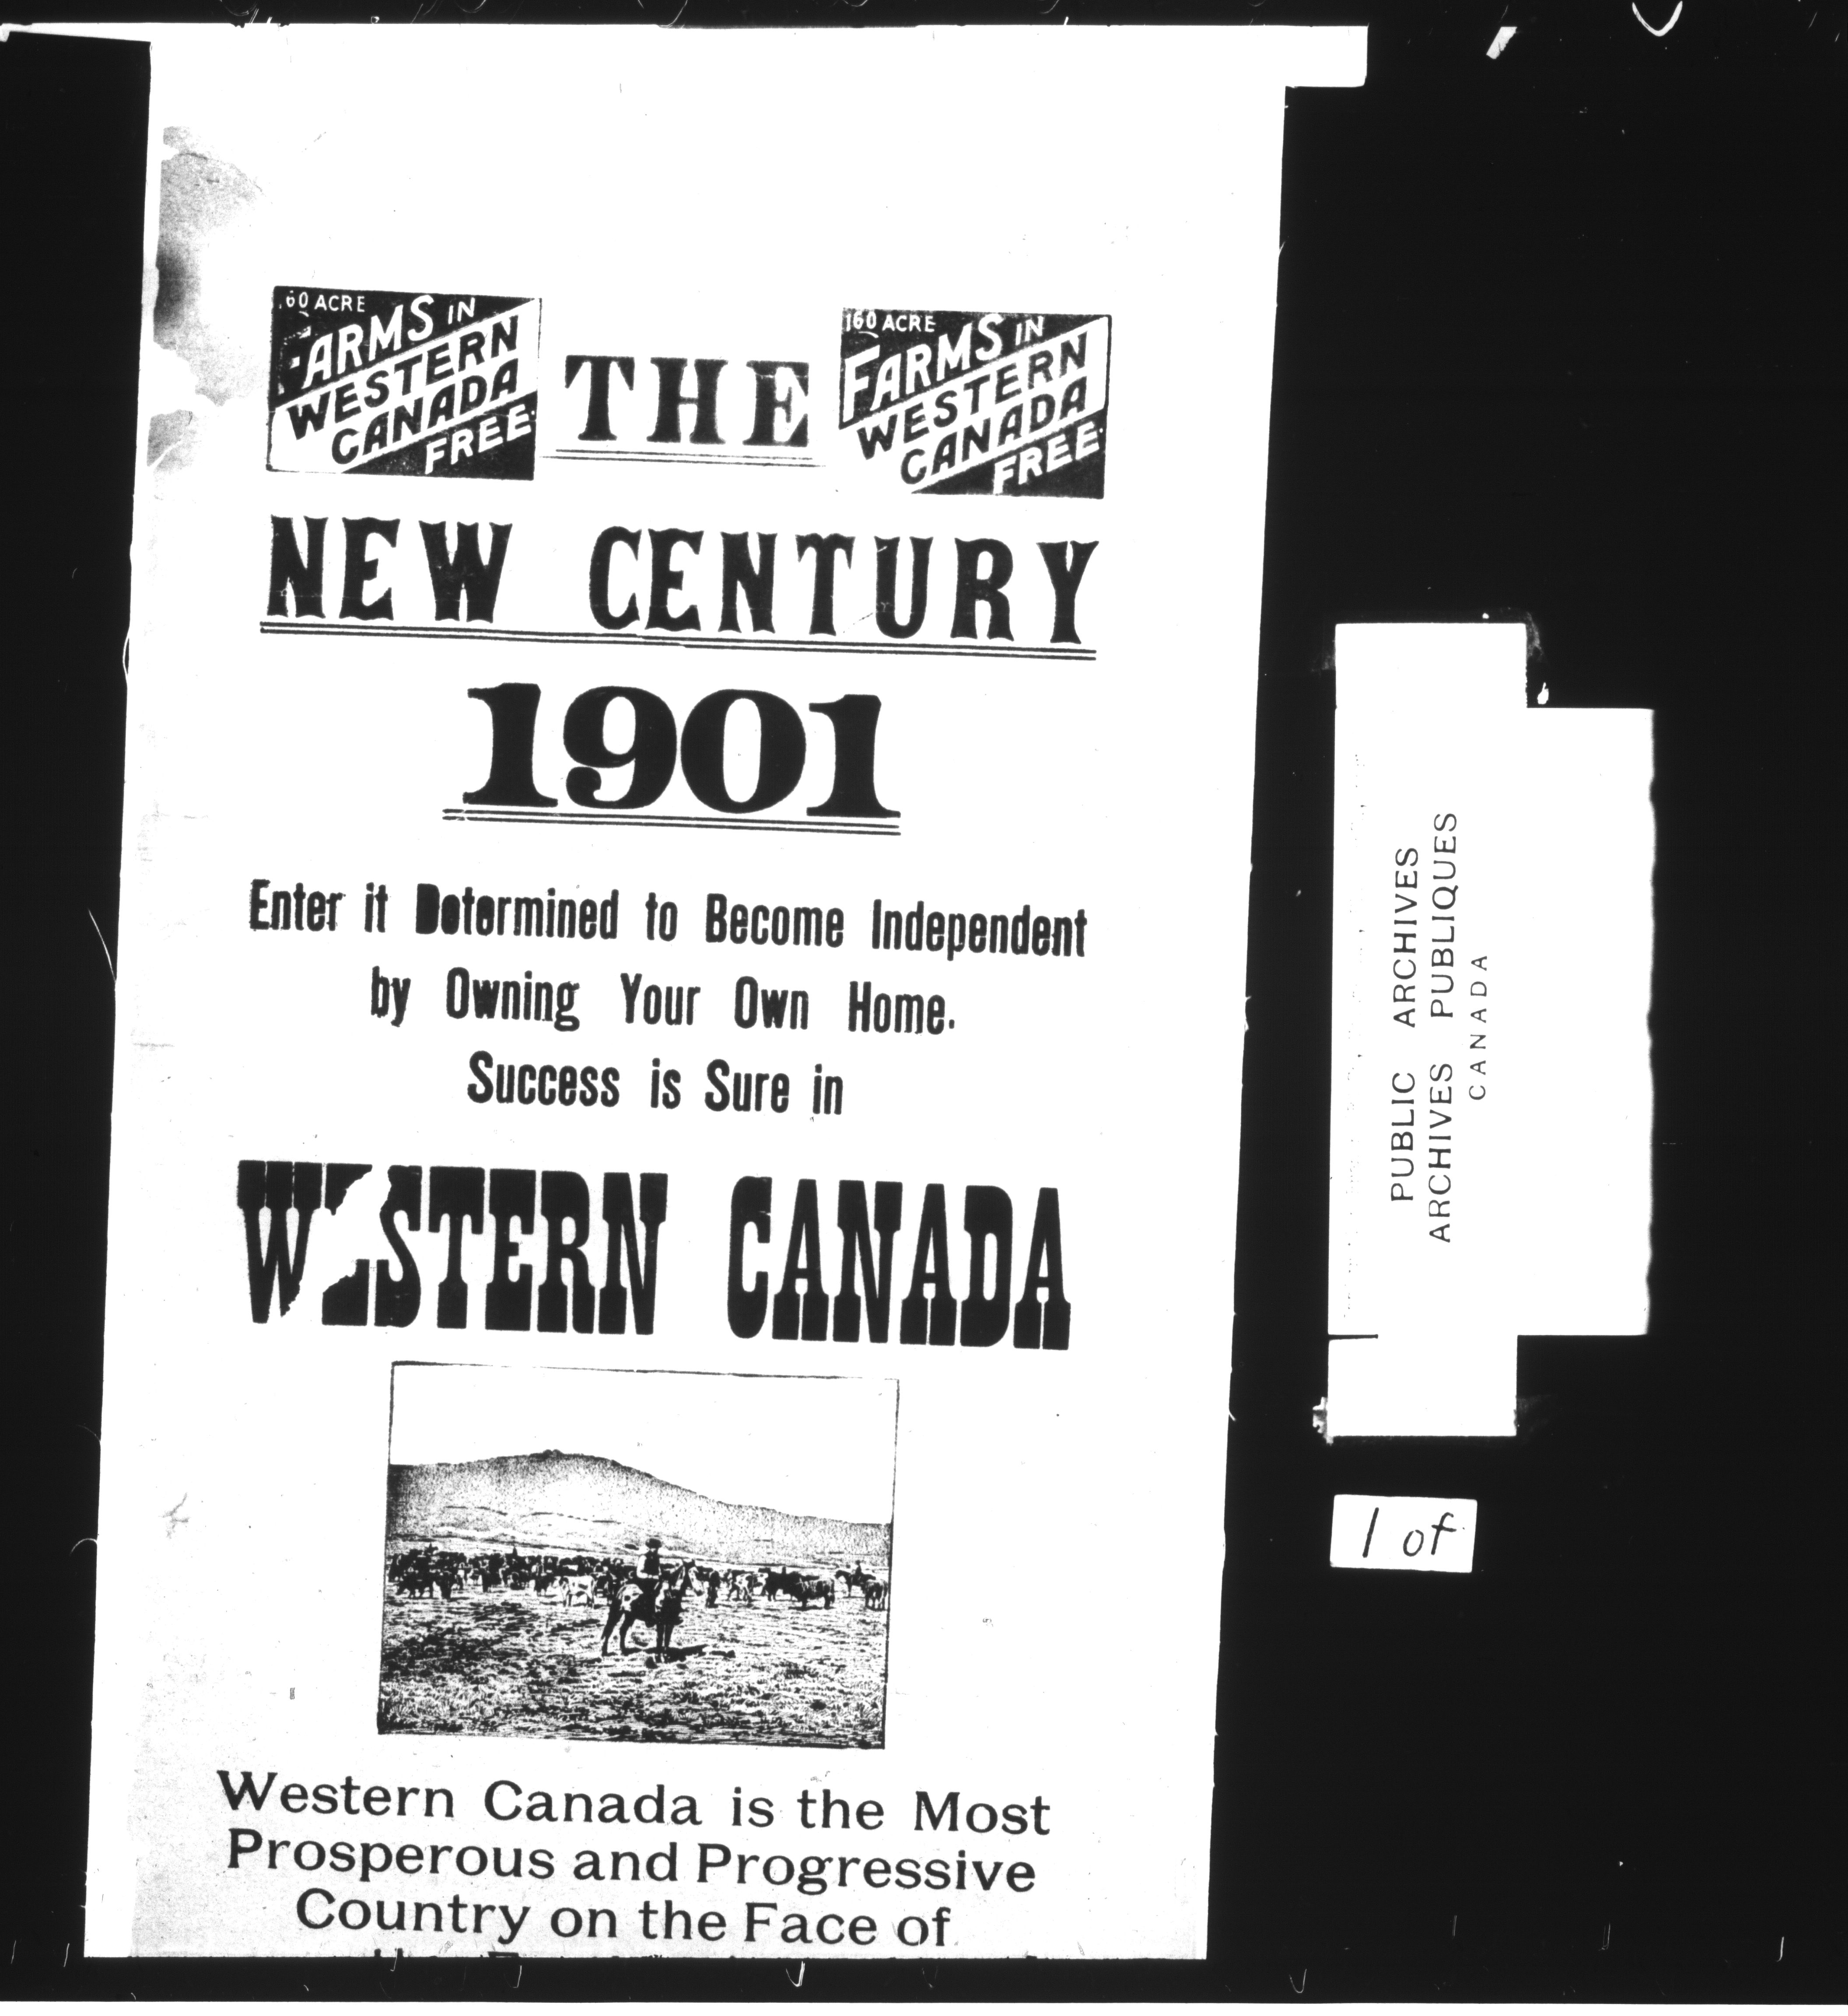 160 ACRE
FARMS IN
WESTERN
CANADA
FREE
THE
160 ACRE
FARMS IN
WESTERN
CANADA
FREE
NEW CENTURY
1901
Enter it Determined to Become Independent
by Owning Your Own Home.
Success is Sure in
WESTERN CANADA
Western Canada is the Most
Prosperous and Progressive
Country on the Face of
PUBLIC ARCHIVES
ARCHIVES PUBLIQUES
CANADA
1 of